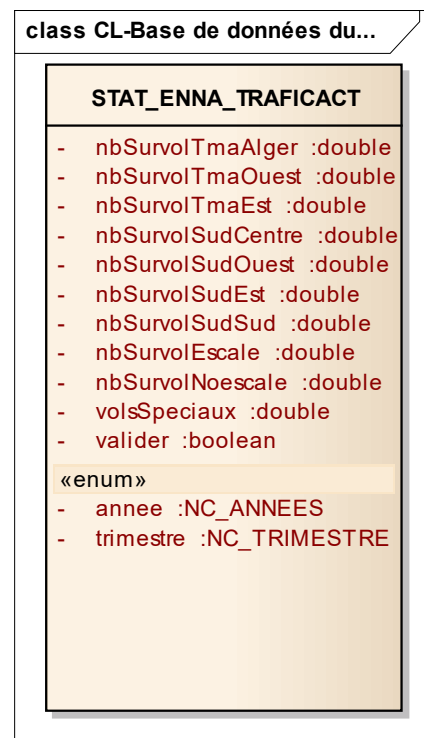 class CL-Base de données du...
STAT_ENNA_TRAFICACT
- nbSurvolTmaAlger :double
- nbSurvolTmaOuest :double
- nbSurvolTmaEst :double
- nbSurvolSudCentre :double
- nbSurvolSudOuest :double
- nbSurvolSudEst :double
- nbSurvolSudSud :double
- nbSurvolEscale :double
- nbSurvolNoescale :double
- volsSpeciaux :double
- valider :boolean
«enum»
- annee :NC_ANNEES
- trimestre :NC_TRIMESTRE